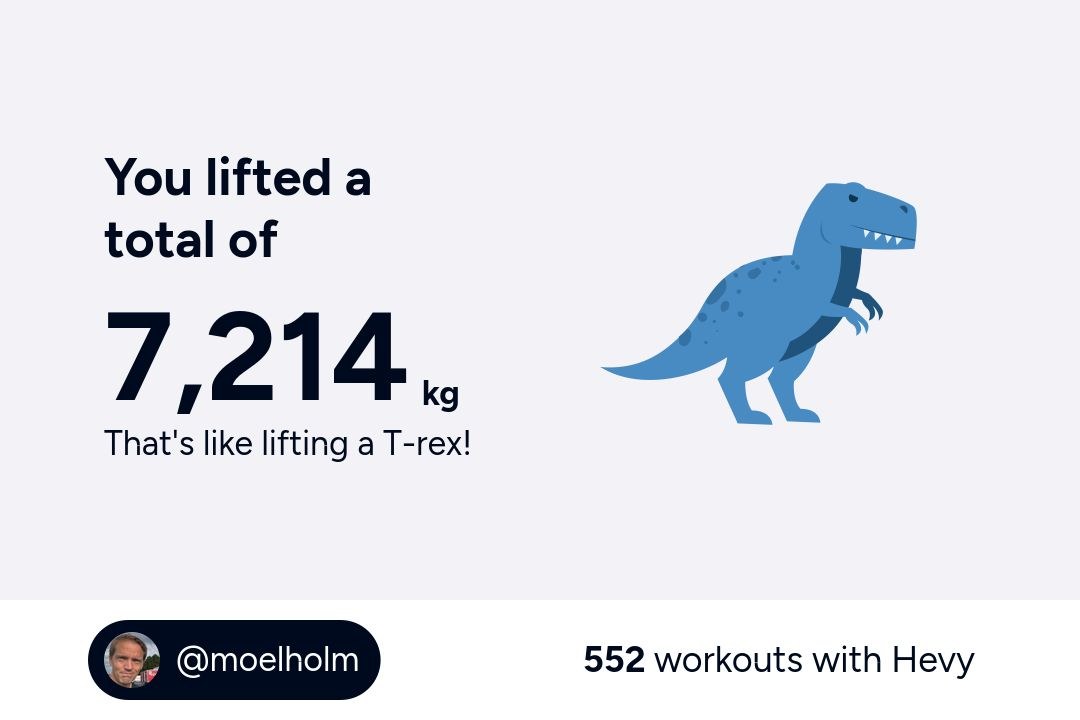 You lifted a
total of
7,214 kg
That's like lifting a T-rex!
@moelholm
552 workouts with Hevy